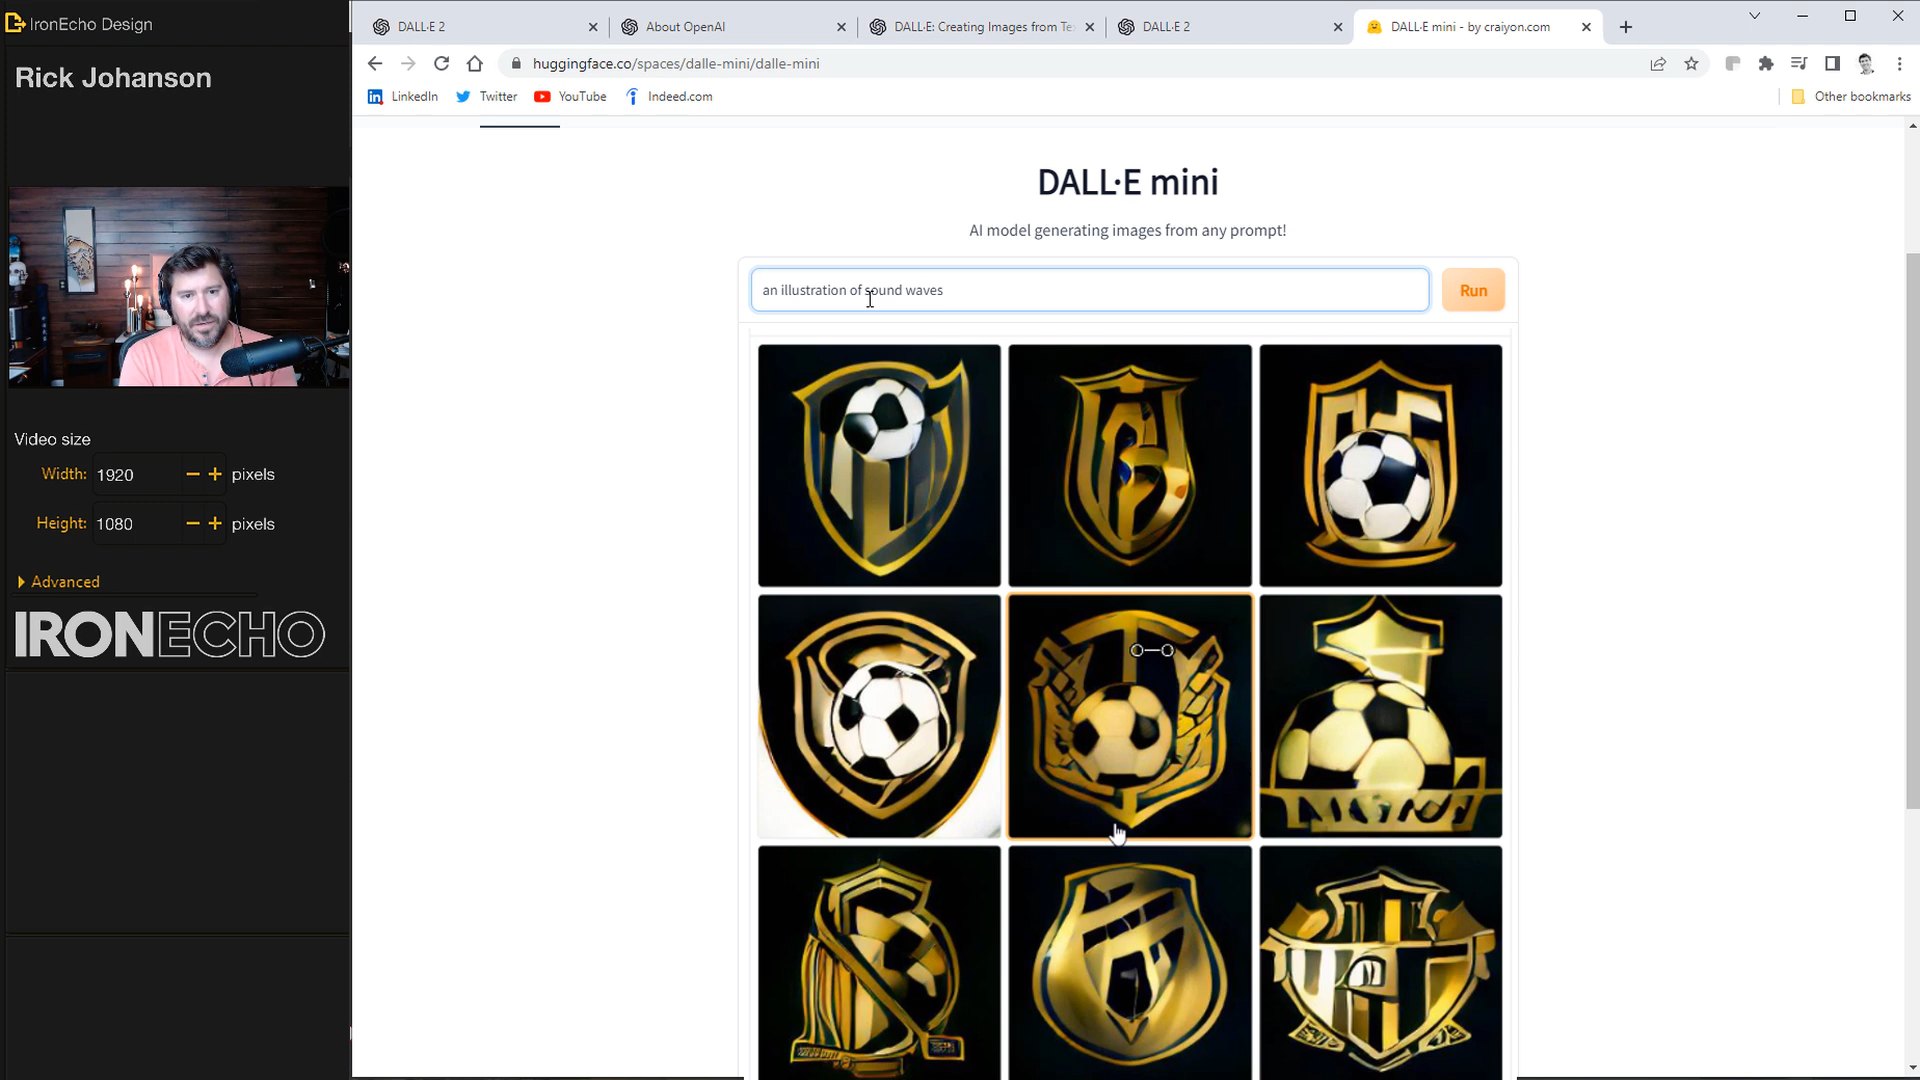 IronEcho Design
Rick Johanson
Video size
Width: 1920 − + pixels
Height: 1080 − + pixels
Advanced
IRONECHO
DALL·E 2
About OpenAI
DALL·E: Creating Images from Te
DALL·E 2
DALL·E mini - by craiyon.com
huggingface.co/spaces/dalle-mini/dalle-mini
LinkedIn
Twitter
YouTube
Indeed.com
Other bookmarks
DALL·E mini
AI model generating images from any prompt!
an illustration of sound waves
Run